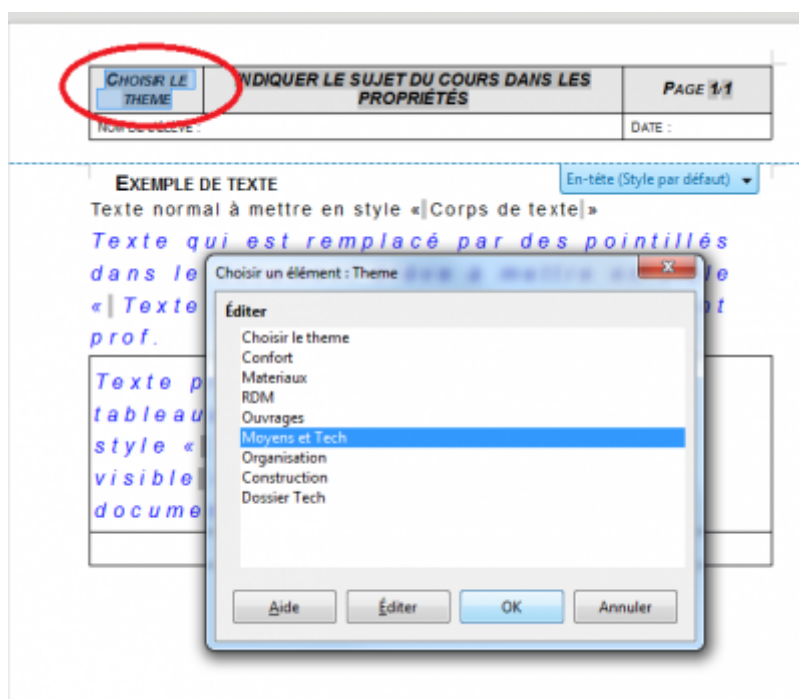 CHOISIR LE
THEME
INDIQUER LE SUJET DU COURS DANS LES
PROPRIÉTÉS
PAGE 1/1
NOM DE L'ÉLÈVE :
DATE :
EXEMPLE DE TEXTE
En-tête (Style par défaut)
Texte normal à mettre en style « Corps de texte »
Texte qui est remplacé par des pointillés
dans le
« Texte
prof.
Choisir un élément : Theme
Éditer
Choisir le theme
Confort
Materiaux
RDM
Ouvrages
Moyens et Tech
Organisation
Construction
Dossier Tech
Aide
Éditer
OK
Annuler
Texte p
tableau
style «
visible
docume